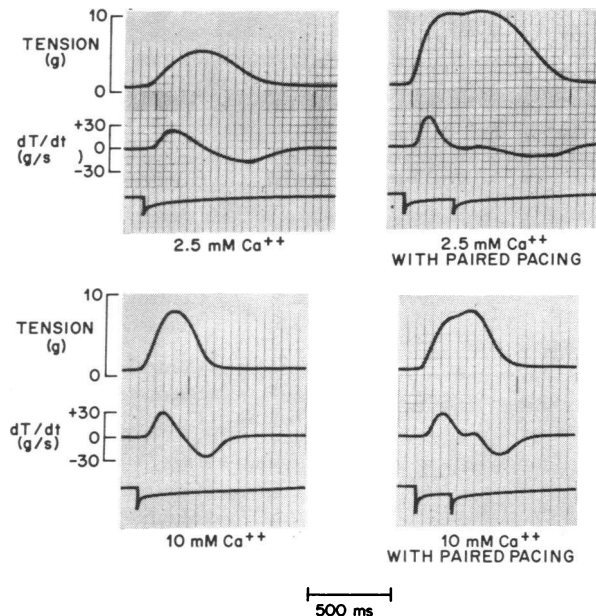 10
TENSION
(g)
0
+30
dT/dt
0
(g/s )
-30
2.5 mM Ca++
2.5 mM Ca++
WITH PAIRED PACING
10
TENSION
(g)
0
+30
dT/dt
0
(g/s)
-30
10 mM Ca++
10 mM Ca++
WITH PAIRED PACING
500 ms